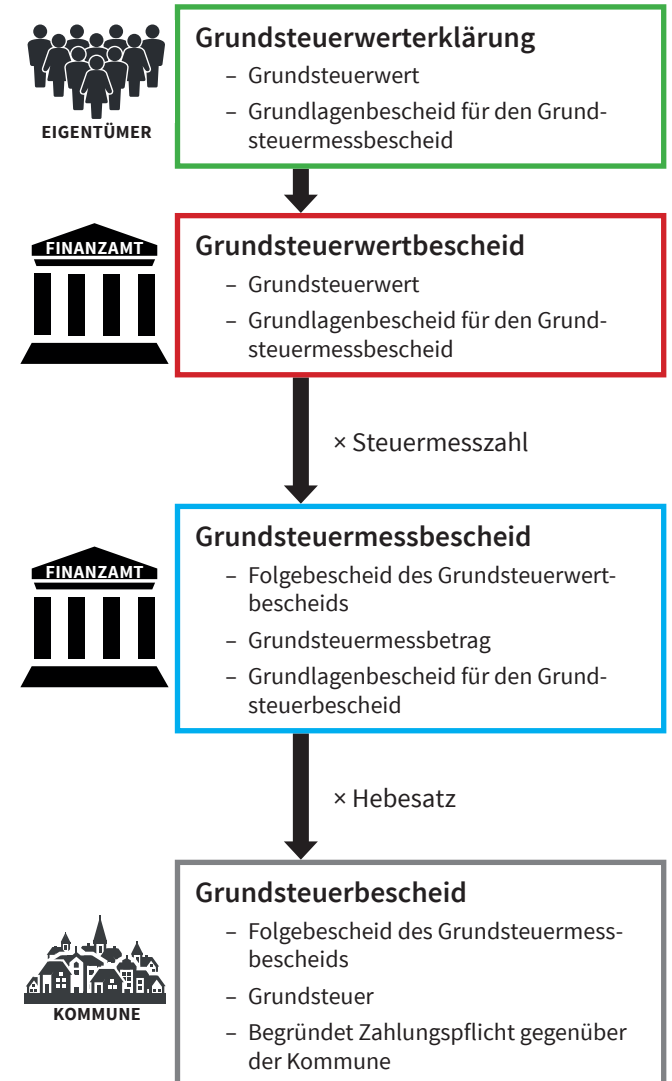 Grundsteuerwerterklärung
– Grundsteuerwert
– Grundlagenbescheid für den Grund-
steuermessbescheid
EIGENTÜMER
FINANZAMT
Grundsteuerwertbescheid
– Grundsteuerwert
– Grundlagenbescheid für den Grund-
steuermessbescheid
× Steuermesszahl
FINANZAMT
Grundsteuermessbescheid
– Folgebescheid des Grundsteuerwert-
bescheids
– Grundsteuermessbetrag
– Grundlagenbescheid für den Grund-
steuerbescheid
× Hebesatz
Grundsteuerbescheid
– Folgebescheid des Grundsteuermess-
bescheids
– Grundsteuer
– Begründet Zahlungspflicht gegenüber
der Kommune
KOMMUNE